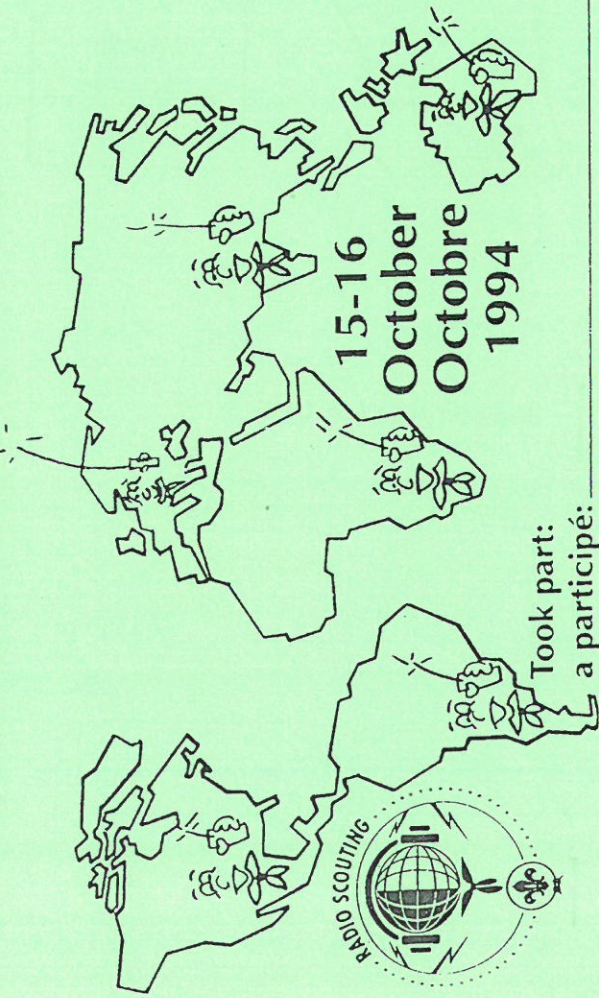 15-16
October
Octobre
1994
Took part:
a participé:
RADIO SCOUTING